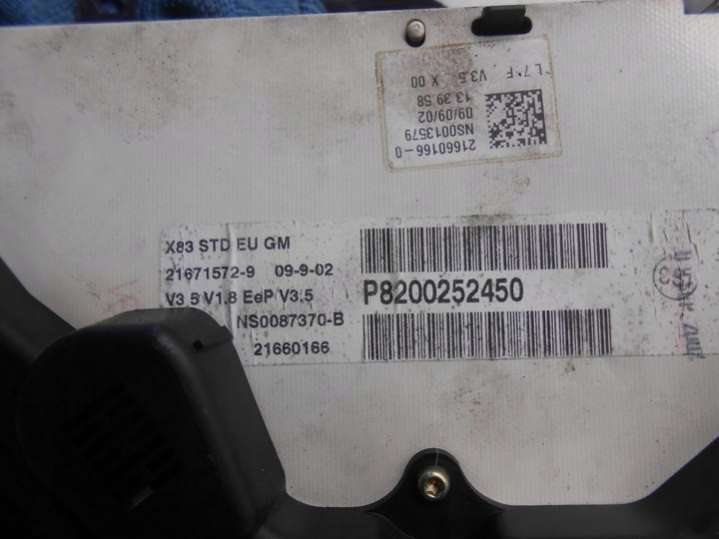 L7*F V3.5 X 00
13 39 58
09/09/02
NS0013579
21660166-0
X83 STD EU GM
21671572-9 09-9-02
V3 5 V1.8 EeP V3.5
NS0087370-B
21660166
P8200252450